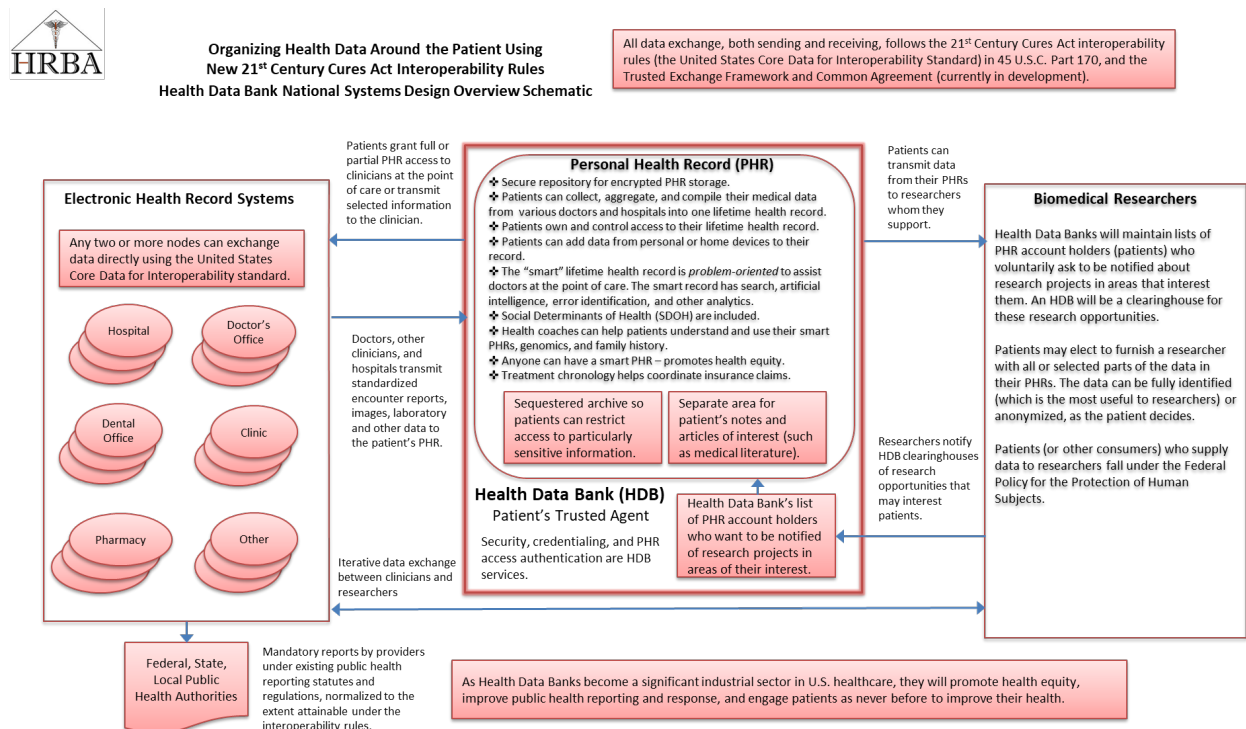 HRBA
Organizing Health Data Around the Patient Using
New 21st Century Cures Act Interoperability Rules
Health Data Bank National Systems Design Overview Schematic
All data exchange, both sending and receiving, follows the 21st Century Cures Act interoperability
rules (the United States Core Data for Interoperability Standard) in 45 U.S.C. Part 170, and the
Trusted Exchange Framework and Common Agreement (currently in development).
Electronic Health Record Systems
Any two or more nodes can exchange
data directly using the United States
Core Data for Interoperability standard.
Hospital
Doctor's
Office
Dental
Office
Clinic
Pharmacy
Other
Patients grant full or
partial PHR access to
clinicians at the point
of care or transmit
selected information
to the clinician.
Doctors, other
clinicians, and
hospitals transmit
standardized
encounter reports,
images, laboratory
and other data to
the patient's PHR.
Iterative data exchange
between clinicians and
researchers
Personal Health Record (PHR)
❖ Secure repository for encrypted PHR storage.
❖ Patients can collect, aggregate, and compile their medical data
from various doctors and hospitals into one lifetime health record.
❖ Patients own and control access to their lifetime health record.
❖ Patients can add data from personal or home devices to their
record.
❖ The "smart" lifetime health record is problem-oriented to assist
doctors at the point of care. The smart record has search, artificial
intelligence, error identification, and other analytics.
❖ Social Determinants of Health (SDOH) are included.
❖ Health coaches can help patients understand and use their smart
PHRs, genomics, and family history.
❖ Anyone can have a smart PHR – promotes health equity.
❖ Treatment chronology helps coordinate insurance claims.
Sequestered archive so
patients can restrict
access to particularly
sensitive information.
Separate area for
patient's notes and
articles of interest (such
as medical literature).
Health Data Bank (HDB)
Patient's Trusted Agent
Security, credentialing, and PHR
access authentication are HDB
services.
Health Data Bank's list
of PHR account holders
who want to be notified
of research projects in
areas of their interest.
Patients can
transmit data
from their PHRs
to researchers
whom they
support.
Researchers notify
HDB clearinghouses
of research
opportunities that
may interest
patients.
Biomedical Researchers
Health Data Banks will maintain lists of
PHR account holders (patients) who
voluntarily ask to be notified about
research projects in areas that interest
them. An HDB will be a clearinghouse for
these research opportunities.
Patients may elect to furnish a researcher
with all or selected parts of the data in
their PHRs. The data can be fully identified
(which is the most useful to researchers) or
anonymized, as the patient decides.
Patients (or other consumers) who supply
data to researchers fall under the Federal
Policy for the Protection of Human
Subjects.
Federal, State,
Local Public
Health Authorities
Mandatory reports by providers
under existing public health
reporting statutes and
regulations, normalized to the
extent attainable under the
interoperability rules.
As Health Data Banks become a significant industrial sector in U.S. healthcare, they will promote health equity,
improve public health reporting and response, and engage patients as never before to improve their health.